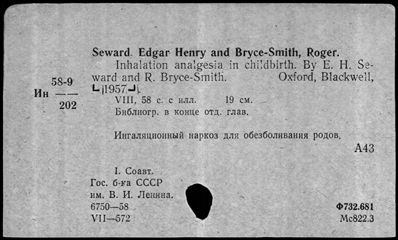 Seward, Edgar Henry and Bryce-Smith, Roger.
Inhalation analgesia in childbirth. By E. H. Se-
58-9 ward and R. Bryce-Smith. Oxford, Blackwell,
Ин — 202 [1957].
VIII, 58 с. с илл. 19 см.
Библиогр. в конце отд. глав.
Ингаляционный наркоз для обезболивания родов.
А43
I. Соавт.
Гос. б-ка СССР
им. В. И. Ленина.
6750—58 Ф732.681
VII—572 Мс822.3